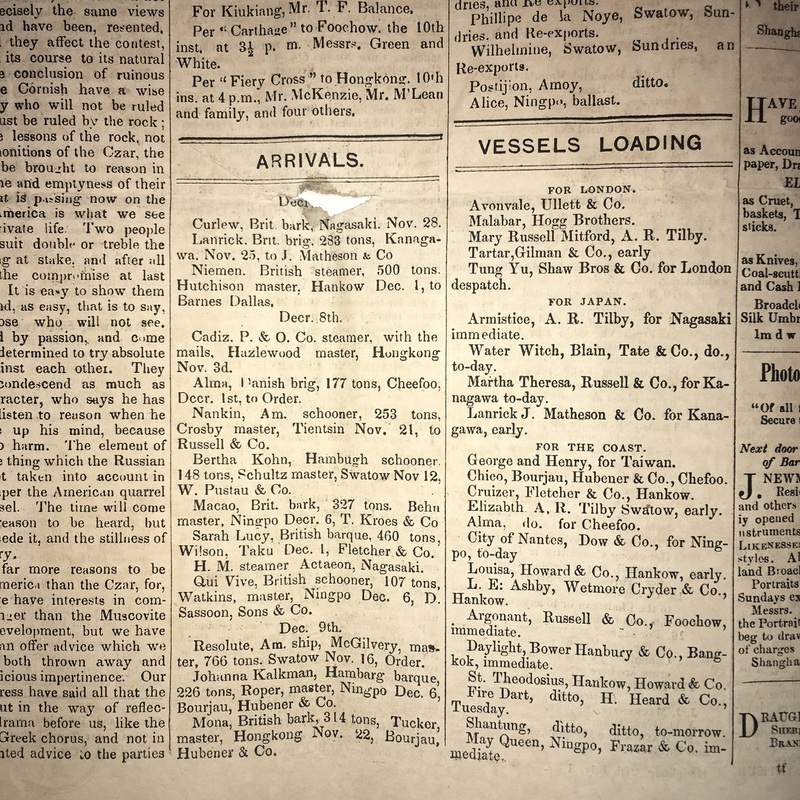 ecisely the same views
nd have been, resented,
they affect the contest,
its course to its natural
e conclusion of ruinous
e Cornish have a wise
y who will not be ruled
ust be ruled by the rock;
e lessons of the rock, not
onitions of the Czar, the
be brought to reason in
ne and emptyness of their
at is passing now on the
America is what we see
rivate life. Two people
suit double or treble the
g at stake, and after all
the compromise at last
It is easy to show them
nd, as easy, that is to say,
ose who will not see.
l by passion, and come
determined to try absolute
inst each other. They
condescend as much as
racter, who says he has
listen to reason when he
up his mind, because
o harm. The element of
e thing which the Russian
t taken into account in
per the American quarrel
sel. The time will come
reason to be heard, but
ede it, and the stillness of
ry.
far more reasons to be
merica than the Czar, for,
e have interests in com-
nger than the Muscovite
evelopment, but we have
an offer advice which we
both thrown away and
icious impertinence. Our
ress have said all that the
ut in the way of reflec-
drama before us, like the
Greek chorus, and not in
nted advice to the parties
For Kiukiang, Mr. T. F. Balance.
Per "Carthage" to Foochow. the 10th
inst. at 3½ p. m. Messrs. Green and
White.
Per "Fiery Cross" to Hongkong. 10th
ins. at 4 p.m., Mr. McKenzie, Mr. M'Lean
and family, and four others.
ARRIVALS.
Curlew, Brit. bark, Nagasaki. Nov. 28.
Lanrick. Brit. brig, 283 tons, Kanaga-
wa. Nov. 25, to J. Matheson & Co
Niemen. British steamer, 500 tons.
Hutchison master, Hankow Dec. 1, to
Barnes Dallas,
Decr. 8th.
Cadiz. P. & O. Co. steamer, with the
mails, Hazlewood master, Hongkong
Nov. 3d.
Alma, Danish brig, 177 tons, Cheefoo,
Decr. 1st, to Order.
Nankin, Am. schooner, 253 tons,
Crosby master, Tientsin Nov. 21, to
Russell & Co.
Bertha Kohn, Hambugh schooner.
148 tons, Schultz master, Swatow Nov 12,
W. Pustau & Co.
Macao, Brit. bark, 327 tons. Behn
master, Ningpo Decr. 6, T. Kroes & Co
Sarah Lucy, British barque, 460 tons,
Wilson, Taku Dec. 1, Fletcher & Co.
H. M. steamer Actaeon, Nagasaki.
Qui Vive, British schooner, 107 tons,
Watkins, master, Ningpo Dec. 6, D.
Sassoon, Sons & Co.
Dec. 9th.
Resolute, Am. ship, McGilvery, mas-
ter, 766 tons. Swatow Nov. 16, Order.
Johanna Kalkman, Hambarg barque,
226 tons, Roper, master, Ningpo Dec. 6,
Bourjau, Hubener & Co.
Mona, British bark, 314 tons, Tucker,
master, Hongkong Nov. 22, Bourjau,
Hubener & Co.
dries, and Re exports.
Phillipe de la Noye, Swatow, Sun-
dries. and Re-exports.
Wilhelmine, Swatow, Sundries, an
Re-exports.
Postijon, Amoy, ditto.
Alice, Ningpo, ballast.
VESSELS LOADING
FOR LONDON.
Avonvale, Ullett & Co.
Malabar, Hogg Brothers.
Mary Russell Mitford, A. R. Tilby.
Tartar, Gilman & Co., early
Tung Yu, Shaw Bros & Co. for London
despatch.
FOR JAPAN.
Armistice, A. R. Tilby, for Nagasaki
immediate.
Water Witch, Blain, Tate & Co., do.,
to-day.
Martha Theresa, Russell & Co., for Ka-
nagawa to-day.
Lanrick J. Matheson & Co. for Kana-
gawa, early.
FOR THE COAST.
George and Henry, for Taiwan.
Chico, Bourjau, Hubener & Co., Chefoo.
Cruizer, Fletcher & Co., Hankow.
Elizabth A. R. Tilby Swatow, early.
Alma, do. for Cheefoo.
City of Nantes, Dow & Co., for Ning-
po, to-day
Louisa, Howard & Co., Hankow, early.
L. E: Ashby, Wetmore Cryder & Co.,
Hankow.
Argonant, Russell & Co., Foochow,
immediate.
Daylight, Bower Hanbury & Co., Bang-
kok, immediate.
St. Theodosius, Hankow, Howard & Co.
Fire Dart, ditto, H. Heard & Co.,
Tuesday.
Shantung, ditto, ditto, to-morrow.
May Queen, Ningpo, Frazar & Co. im-
mediate.
their
Shangha
HAVE
goo
as Accoun
paper, Dra
EL
as Cruet,
baskets, T
sticks.
as Knives,
Coal-scutt
and Cash I
Broadclo
Silk Umbr
1m d w
Photo
"Of all
Secure
Next door
of Bar
J. NEWM
Resi
and others
iy opened
nstruments
LIKENESSES
styles. Al
land Broad
Portraits
Sundays ex
Messrs.
the Portrait
beg to draw
of charges
Shangha
DRAUGH
SHER
BRAN
tf